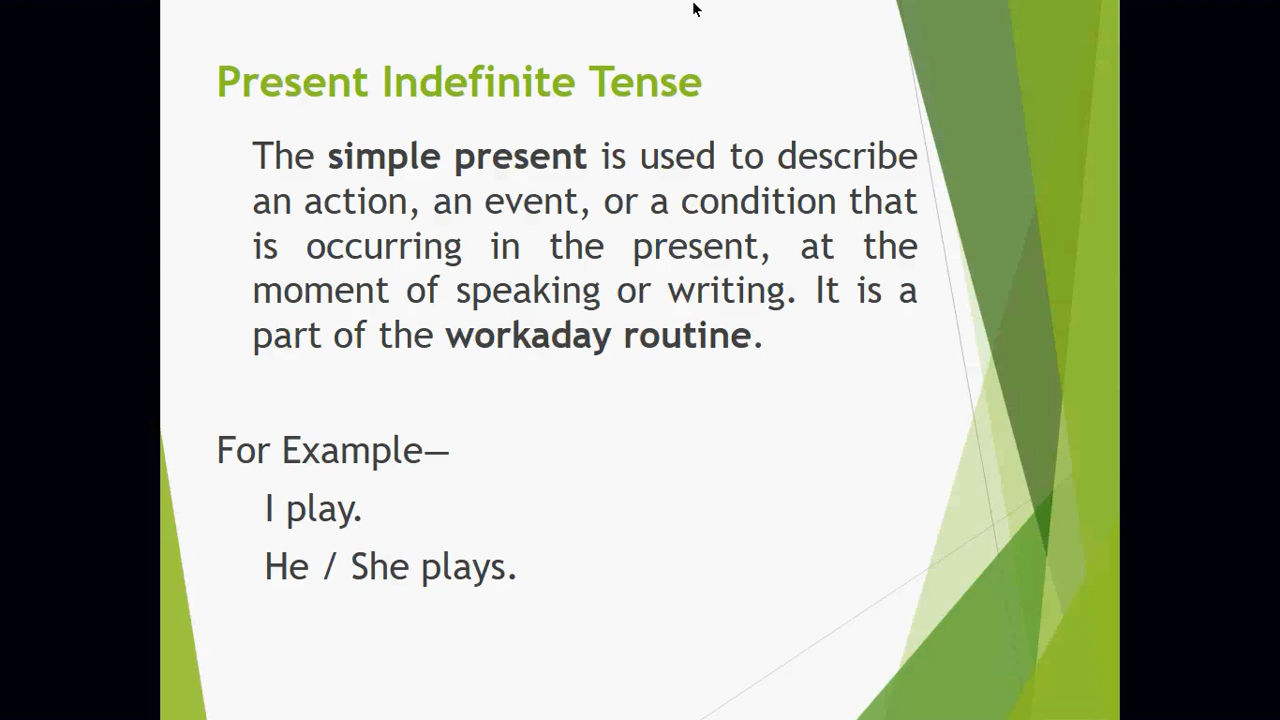 Present Indefinite Tense
The simple present is used to describe
an action, an event, or a condition that
is occurring in the present, at the
moment of speaking or writing. It is a
part of the workaday routine.
For Example—
I play.
He / She plays.